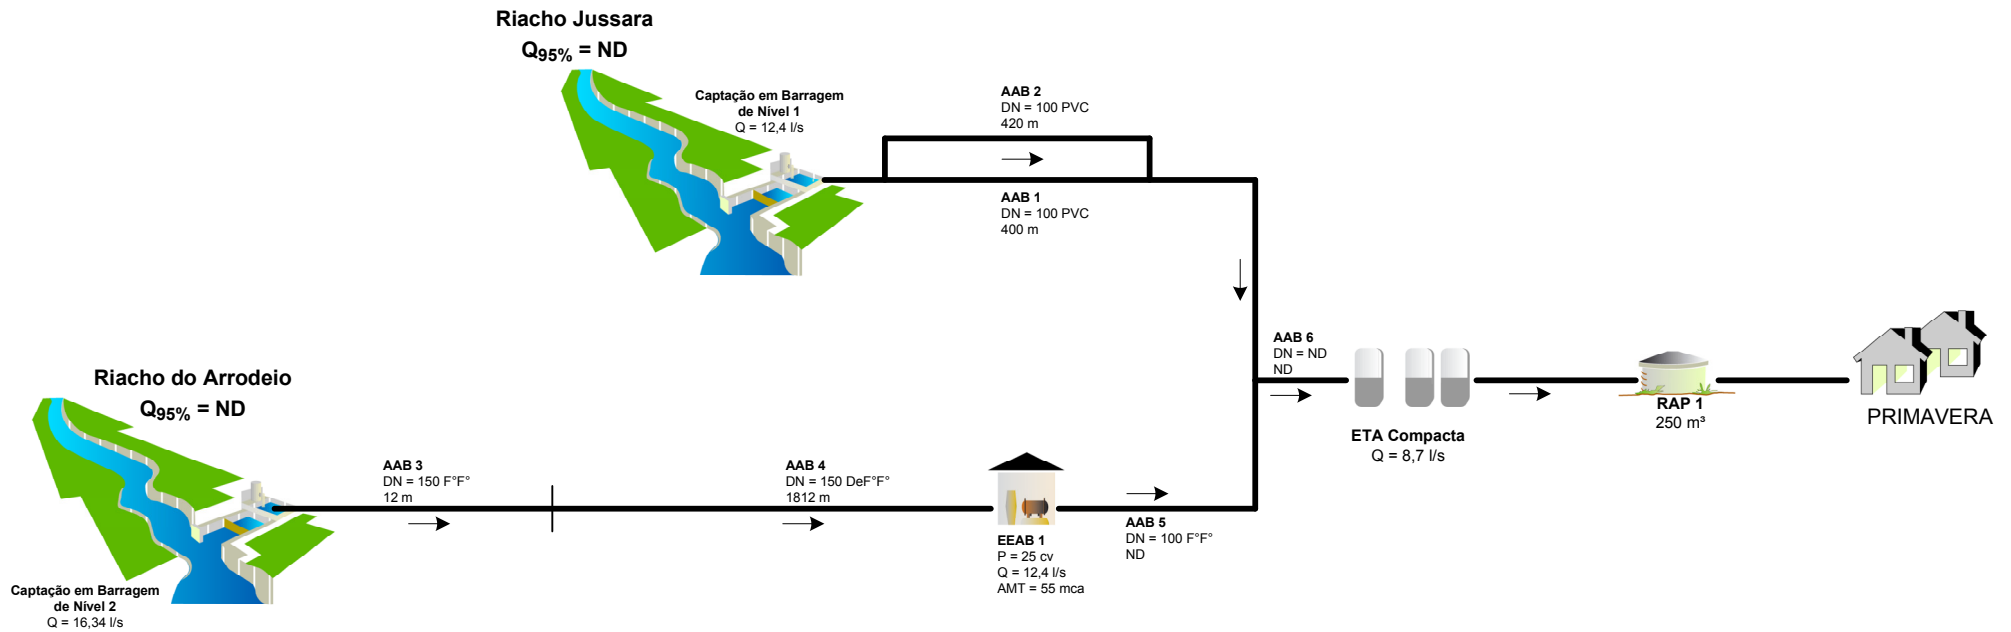 Riacho Jussara
Q95% = ND
Captação em Barragem
de Nível 1
Q = 12,4 l/s
AAB 2
DN = 100 PVC
420 m
AAB 1
DN = 100 PVC
400 m
Riacho do Arrodeio
Q95% = ND
Captação em Barragem
de Nível 2
Q = 16,34 l/s
AAB 3
DN = 150 F°F°
12 m
AAB 4
DN = 150 DeF°F°
1812 m
EEAB 1
P = 25 cv
Q = 12,4 l/s
AMT = 55 mca
AAB 5
DN = 100 F°F°
ND
AAB 6
DN = ND
ND
ETA Compacta
Q = 8,7 l/s
RAP 1
250 m³
PRIMAVERA